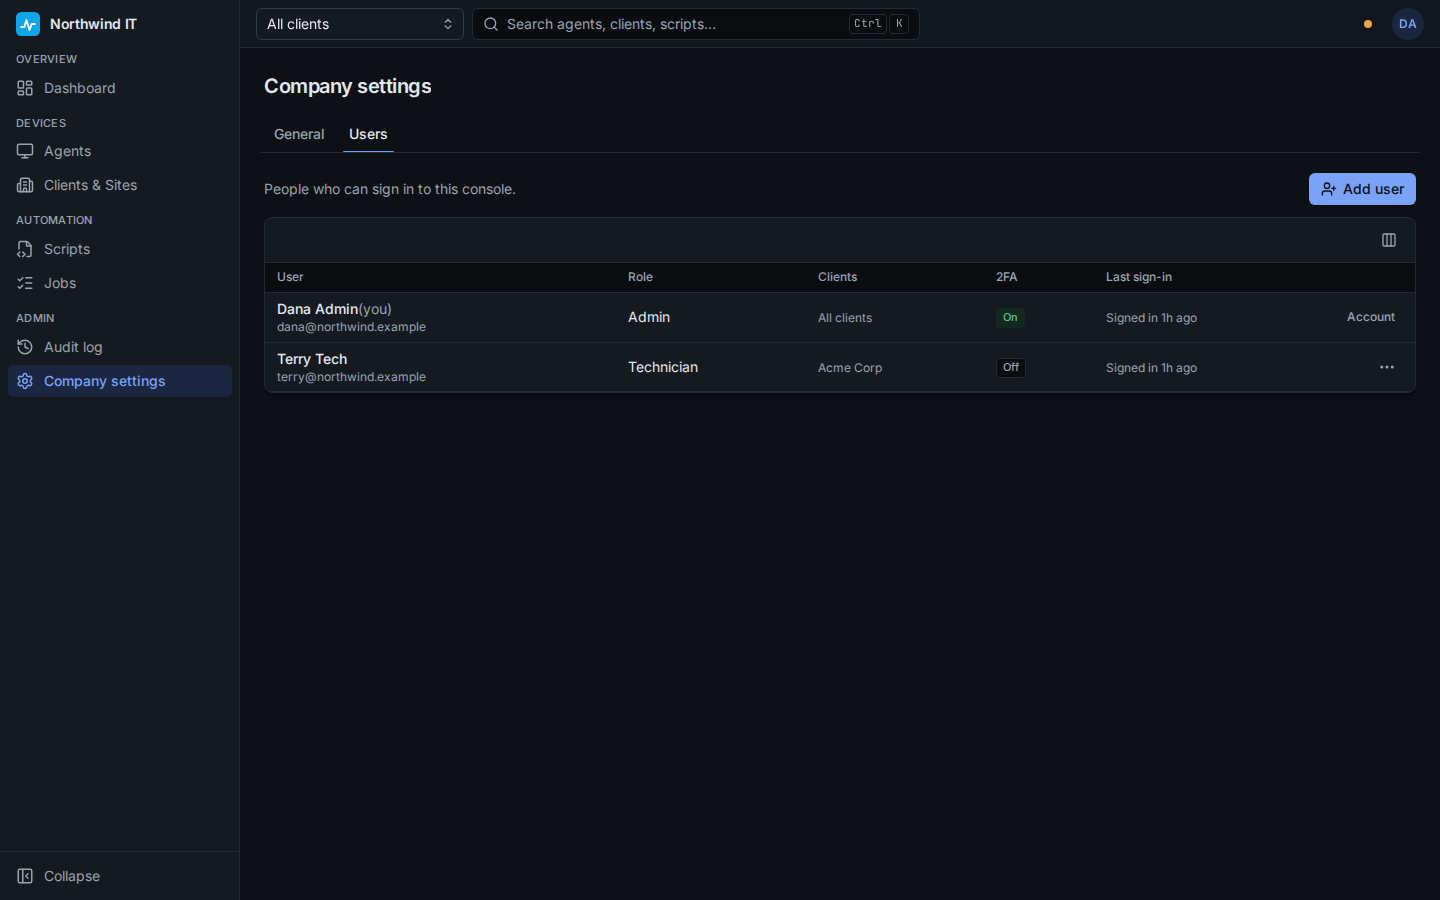 Northwind IT
OVERVIEW
Dashboard
DEVICES
Agents
Clients & Sites
AUTOMATION
Scripts
Jobs
ADMIN
Audit log
Company settings
Collapse
All clients
Search agents, clients, scripts...
Ctrl K
DA
Company settings
General Users
People who can sign in to this console.
Add user
User Role Clients 2FA Last sign-in
Dana Admin(you)
dana@northwind.example
Admin All clients On Signed in 1h ago Account
Terry Tech
terry@northwind.example
Technician Acme Corp Off Signed in 1h ago